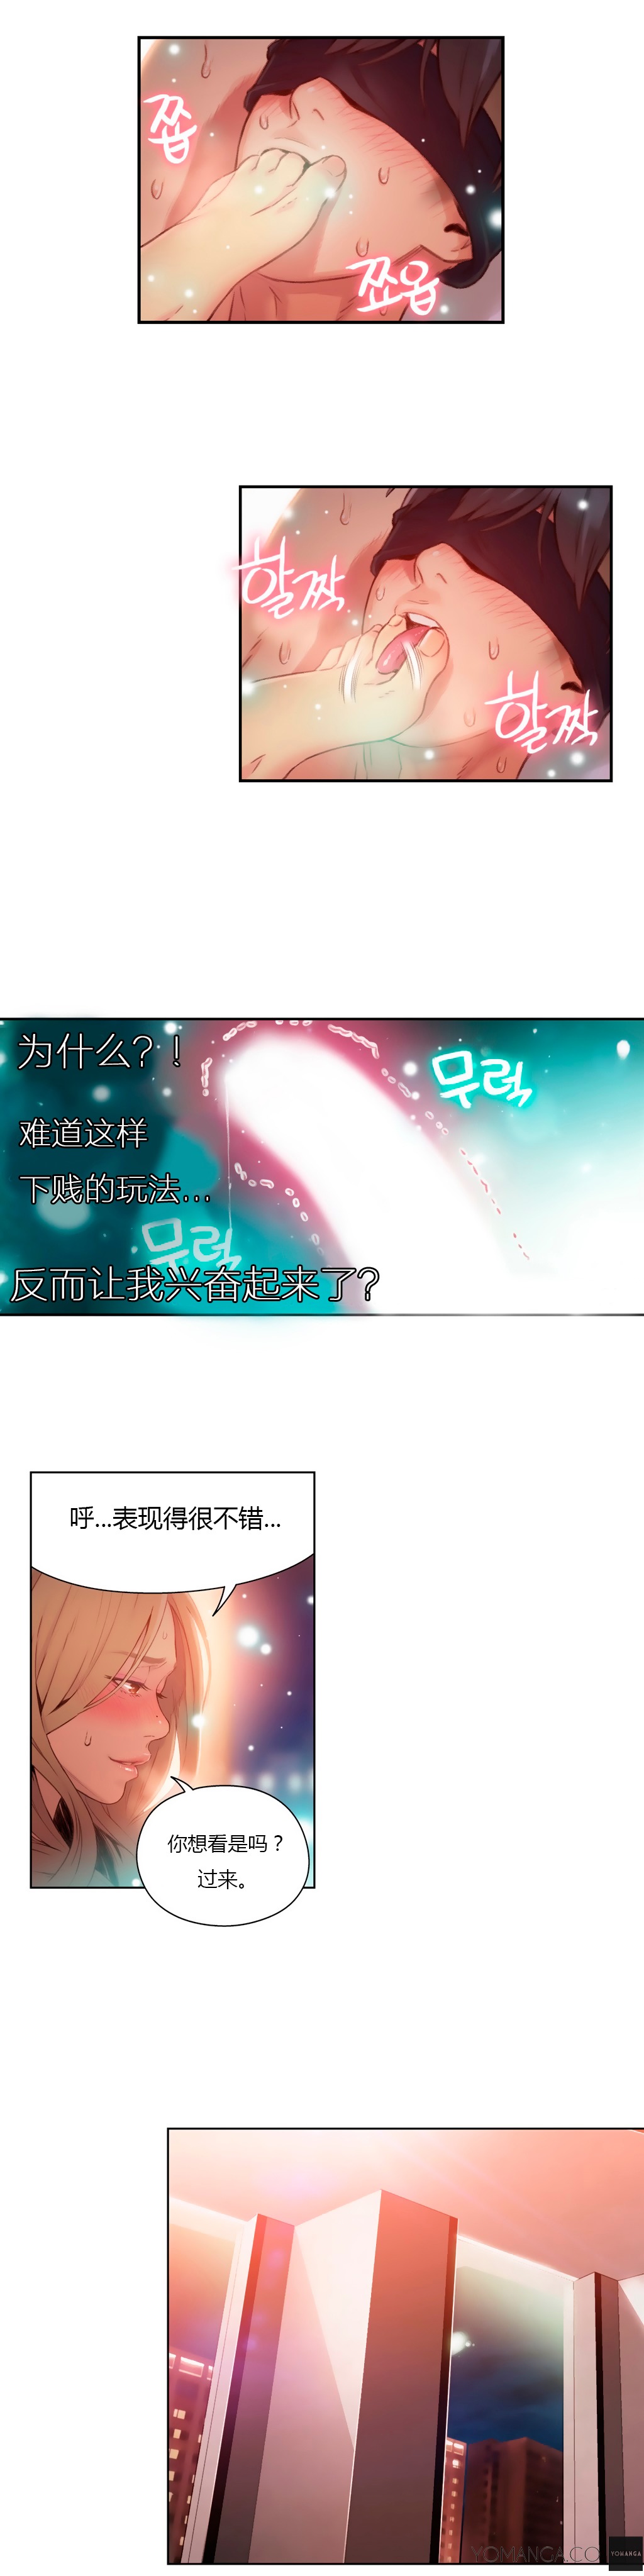 쭙
쪼옵
할짝
할짝
为什么？！
무럭
难道这样
下贱的玩法...
무럭
反而让我兴奋起来了？
呼...表现得很不错...
你想看是吗？
过来。
YOMANGA.CO
YOMANGA